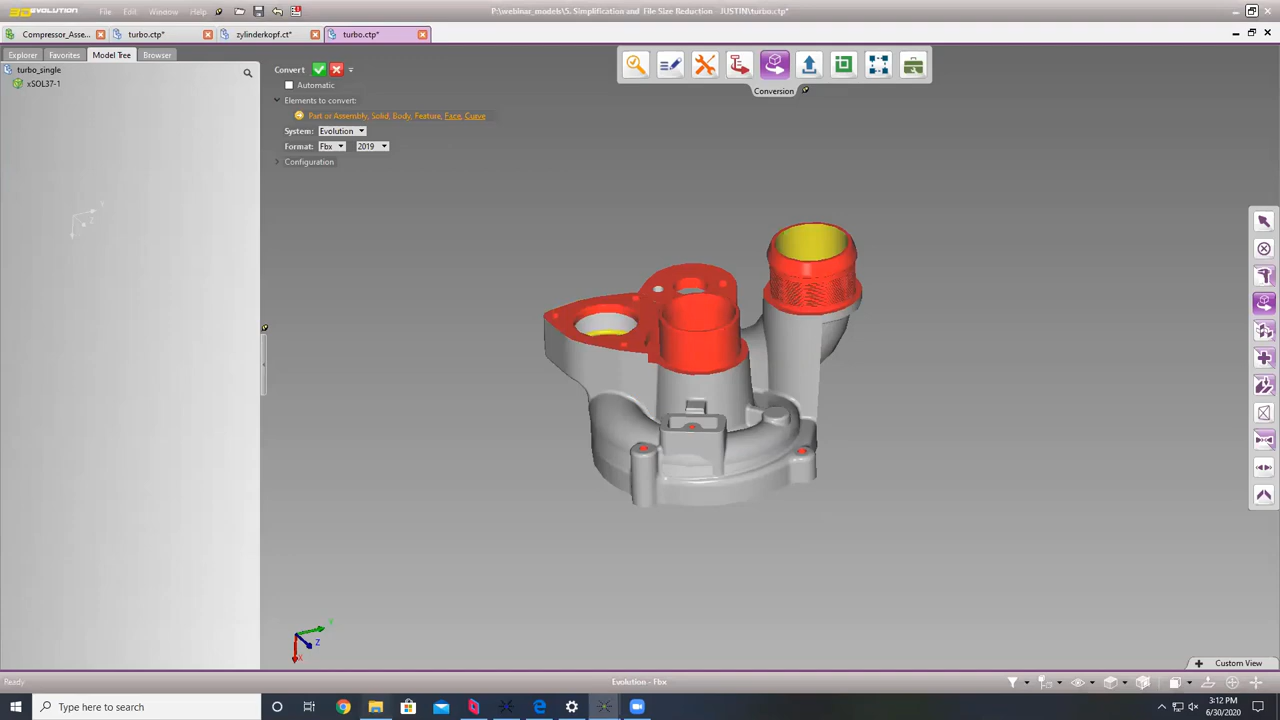 3DEVOLUTION File Edit Window Help P:\webinar_models\5. Simplification and File Size Reduction - JUSTIN\turbo.ctp*
Compressor_Asse... turbo.ctp* zylinderkopf.ct* turbo.ctp*
Explorer Favorites Model Tree Browser
turbo_single
xSOL37-1
Convert
Automatic
Elements to convert:
Part or Assembly, Solid, Body, Feature, Face, Curve
System: Evolution
Format: Fbx 2019
Configuration
Conversion
Z
X
Custom View
Ready Evolution - Fbx
Type here to search
3:12 PM
6/30/2020